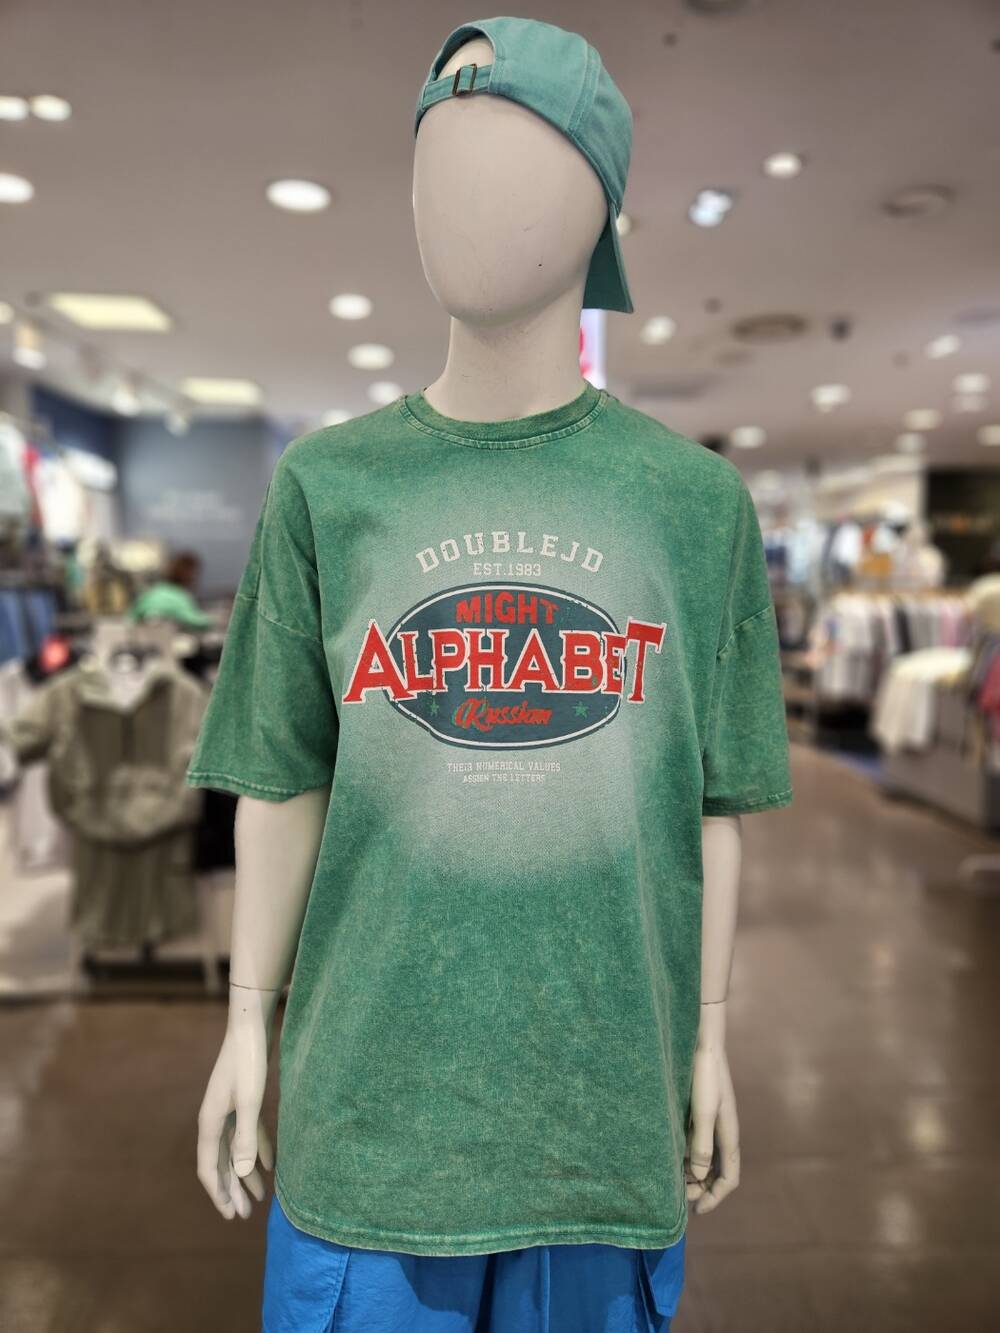 DOUBLEJD
EST.1983
MIGHT
ALPHABET
Russian
THEIR NUMERICAL VALUES
ASSIGN THE LETTERS